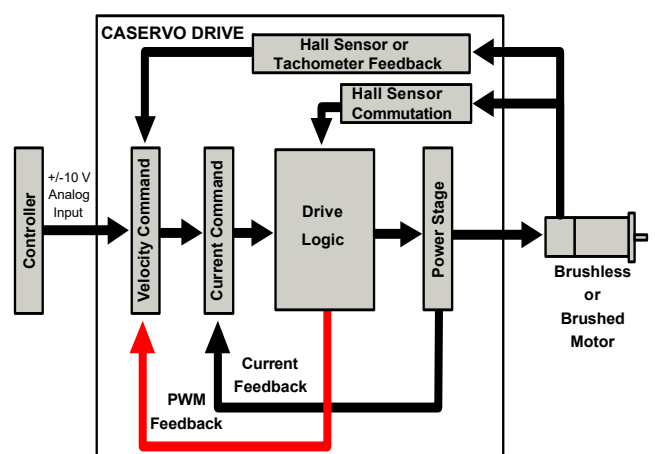 CASERVO DRIVE
Hall Sensor or
Tachometer Feedback
Hall Sensor
Commutation
+/-10 V
Analog
Input
Controller
Velocity Command
Current Command
Drive
Logic
Power Stage
Brushless
or
Brushed
Motor
Current
Feedback
PWM
Feedback